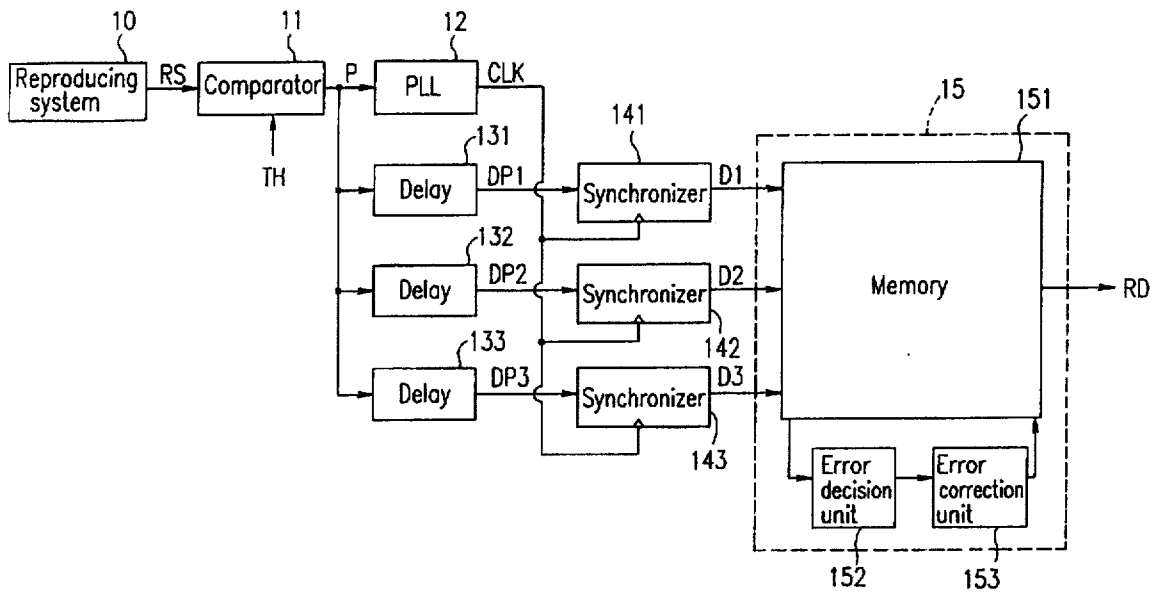 10
11
12
Reproducing
system
RS
Comparator
P
PLL
CLK
TH
131
Delay
DP1
141
Synchronizer
D1
15
151
132
Delay
DP2
Synchronizer
D2
142
Memory
RD
133
Delay
DP3
Synchronizer
D3
143
Error
decision
unit
Error
correction
unit
152
153